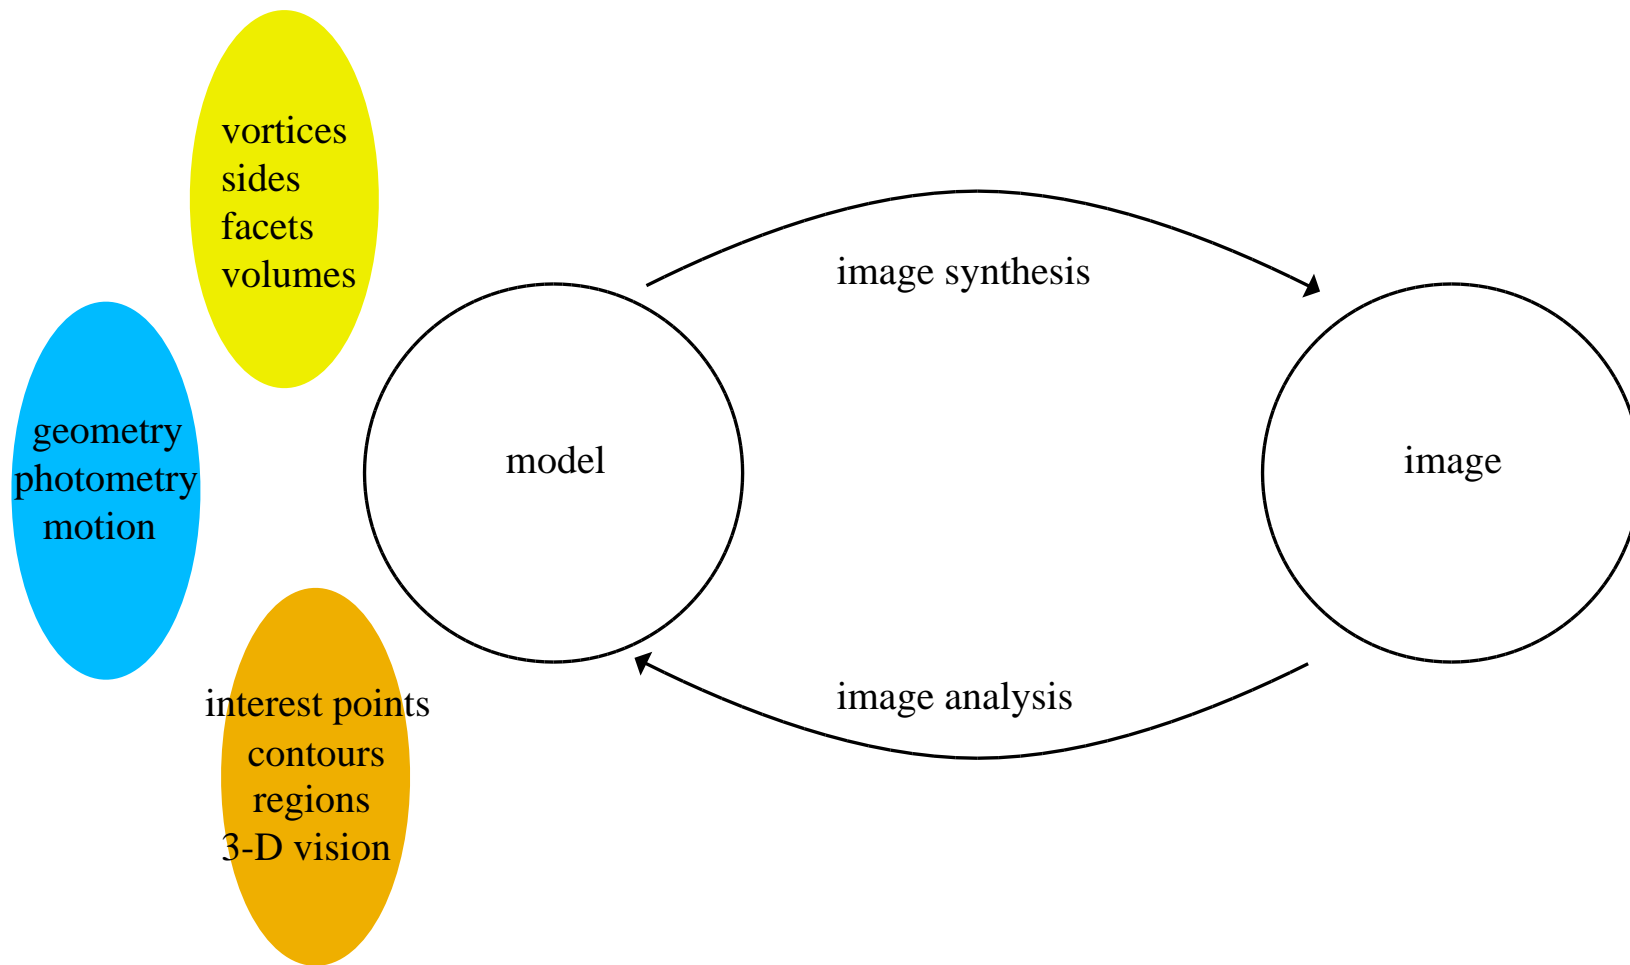 vortices
sides
facets
volumes
geometry
photometry
motion
interest points
contours
regions
3-D vision
model
image synthesis
image analysis
image